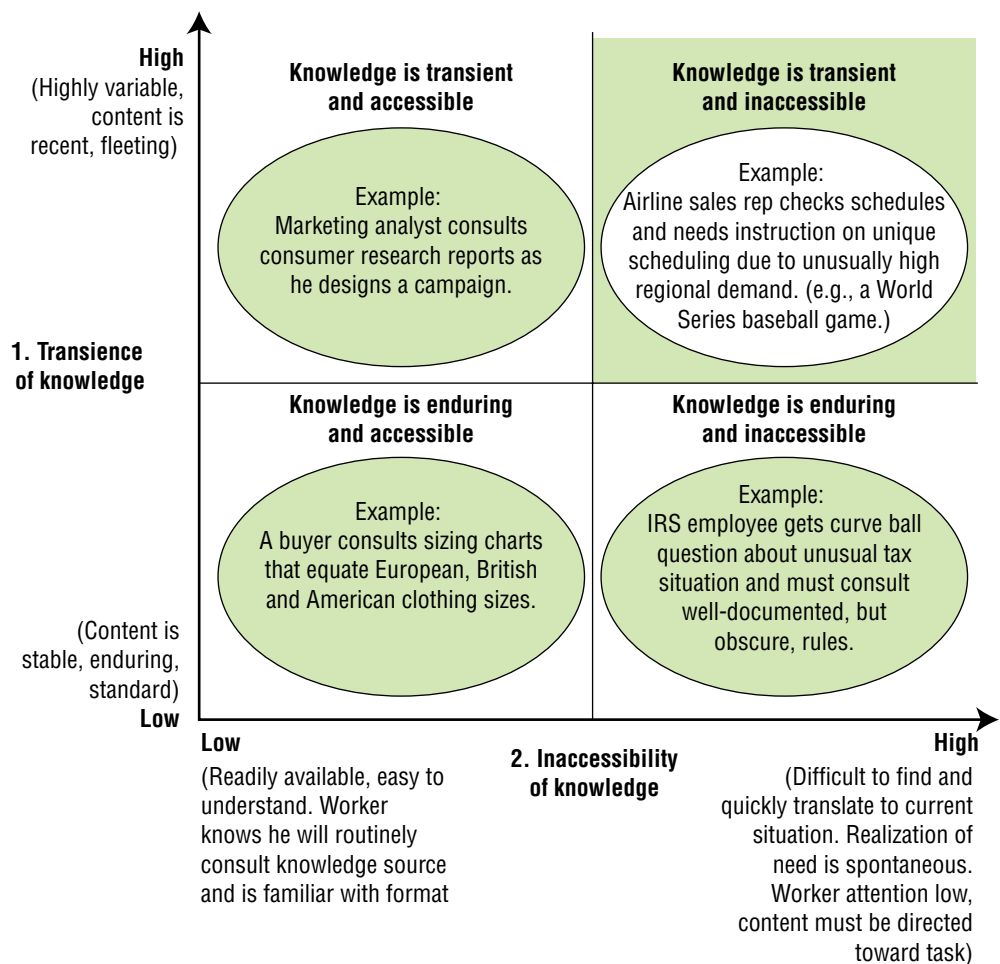 High
(Highly variable,
content is
recent, fleeting)
Knowledge is transient
and accessible
Example:
Marketing analyst consults
consumer research reports as
he designs a campaign.
Knowledge is transient
and inaccessible
Example:
Airline sales rep checks schedules
and needs instruction on unique
scheduling due to unusually high
regional demand. (e.g., a World
Series baseball game.)
1. Transience
of knowledge
Knowledge is enduring
and accessible
Example:
A buyer consults sizing charts
that equate European, British
and American clothing sizes.
Knowledge is enduring
and inaccessible
Example:
IRS employee gets curve ball
question about unusual tax
situation and must consult
well-documented, but
obscure, rules.
(Content is
stable, enduring,
standard)
Low
Low
(Readily available, easy to
understand. Worker
knows he will routinely
consult knowledge source
and is familiar with format
2. Inaccessibility
of knowledge
High
(Difficult to find and
quickly translate to current
situation. Realization of
need is spontaneous.
Worker attention low,
content must be directed
toward task)